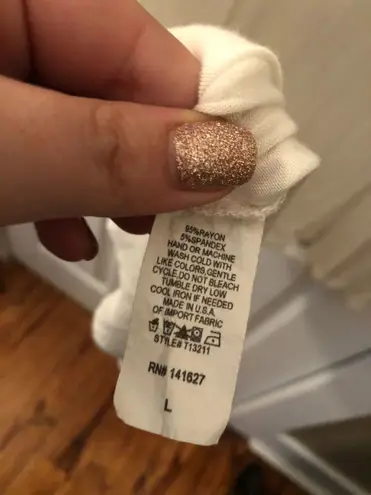 95%RAYON
5%SPANDEX
HAND OR MACHINE
WASH COLD WITH
LIKE COLORS,GENTLE
CYCLE.DO NOT BLEACH
TUMBLE DRY LOW
COOL IRON IF NEEDED
MADE IN U.S.A.
OF IMPORT FABRIC
STYLE# T13211
RN# 141627
L